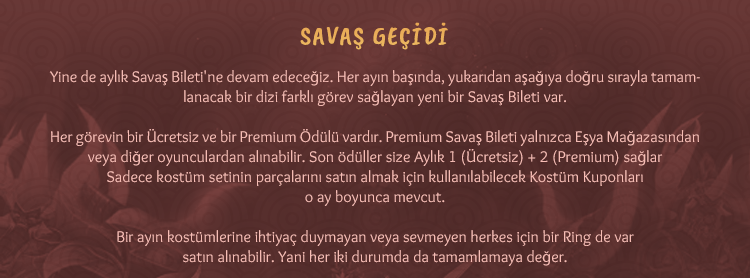 SAVAŞ GEÇİDİ
Yine de aylık Savaş Bileti'ne devam edeceğiz. Her ayın başında, yukarıdan aşağıya doğru sırayla tamam-
lanacak bir dizi farklı görev sağlayan yeni bir Savaş Bileti var.
Her görevin bir Ücretsiz ve bir Premium Ödülü vardır. Premium Savaş Bileti yalnızca Eşya Mağazasından
veya diğer oyunculardan alınabilir. Son ödüller size Aylık 1 (Ücretsiz) + 2 (Premium) sağlar
Sadece kostüm setinin parçalarını satın almak için kullanılabilecek Kostüm Kuponları
o ay boyunca mevcut.
Bir ayın kostümlerine ihtiyaç duymayan veya sevmeyen herkes için bir Ring de var
satın alınabilir. Yani her iki durumda da tamamlamaya değer.